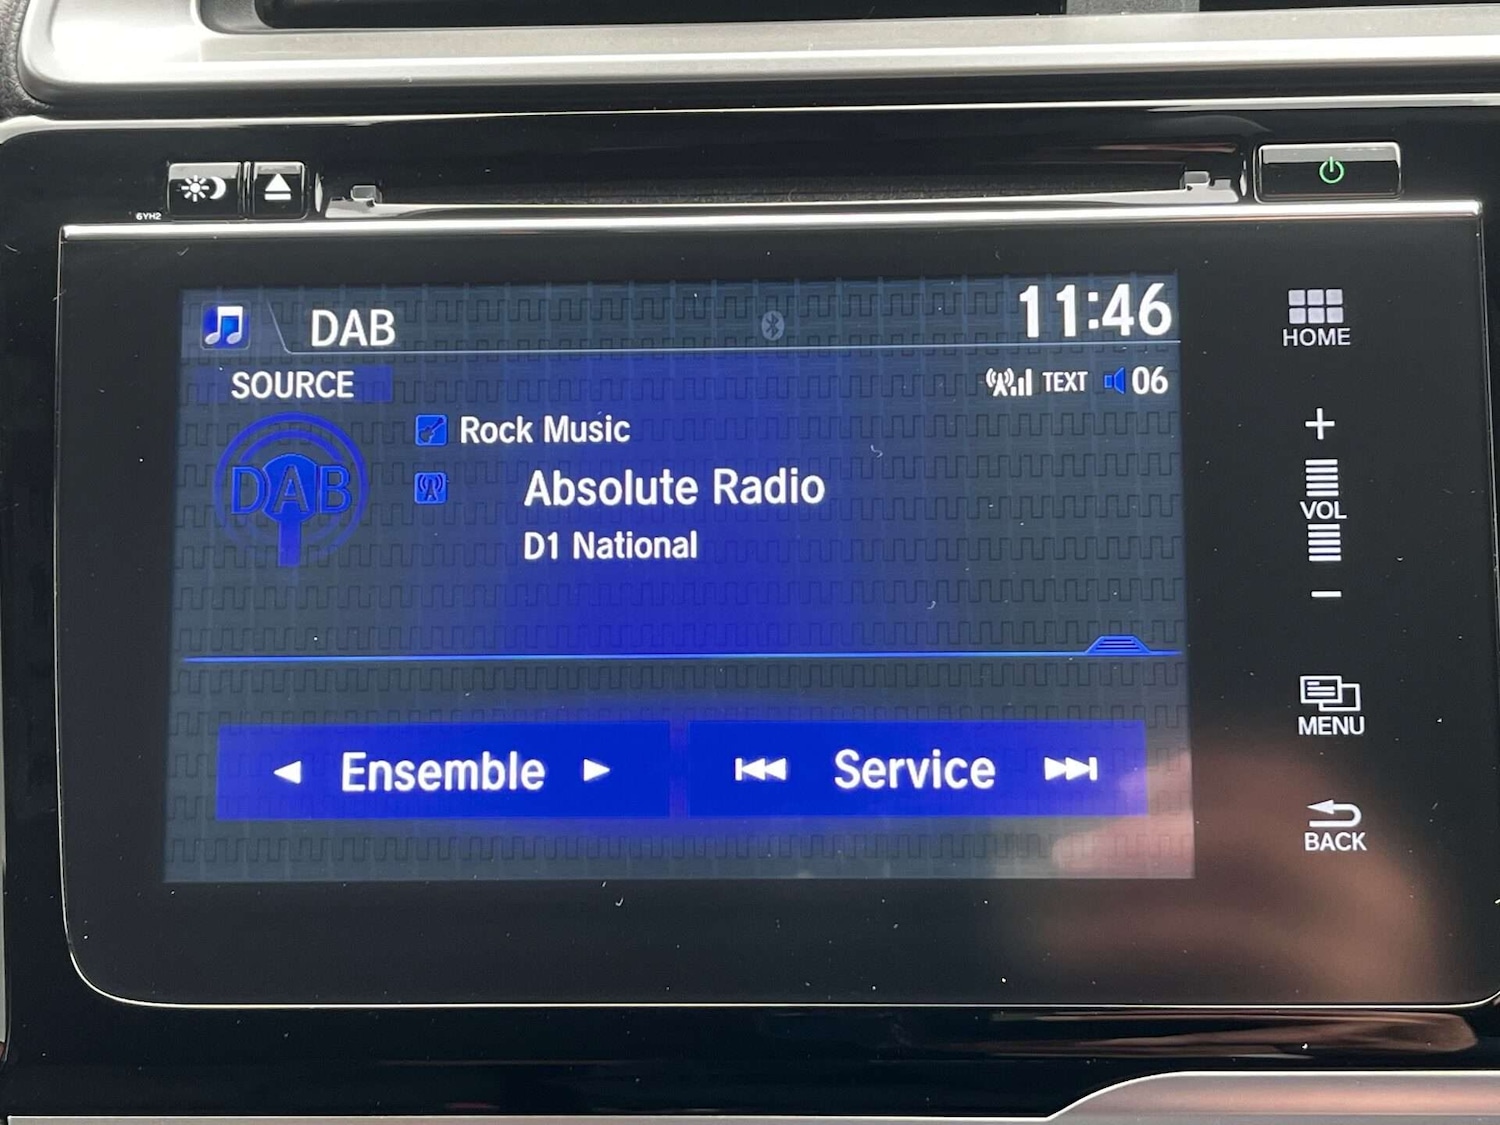 6YH2
DAB
11:46
HOME
SOURCE
TEXT 06
Rock Music
DAB
Absolute Radio
D1 National
+
VOL
−
MENU
Ensemble
Service
BACK